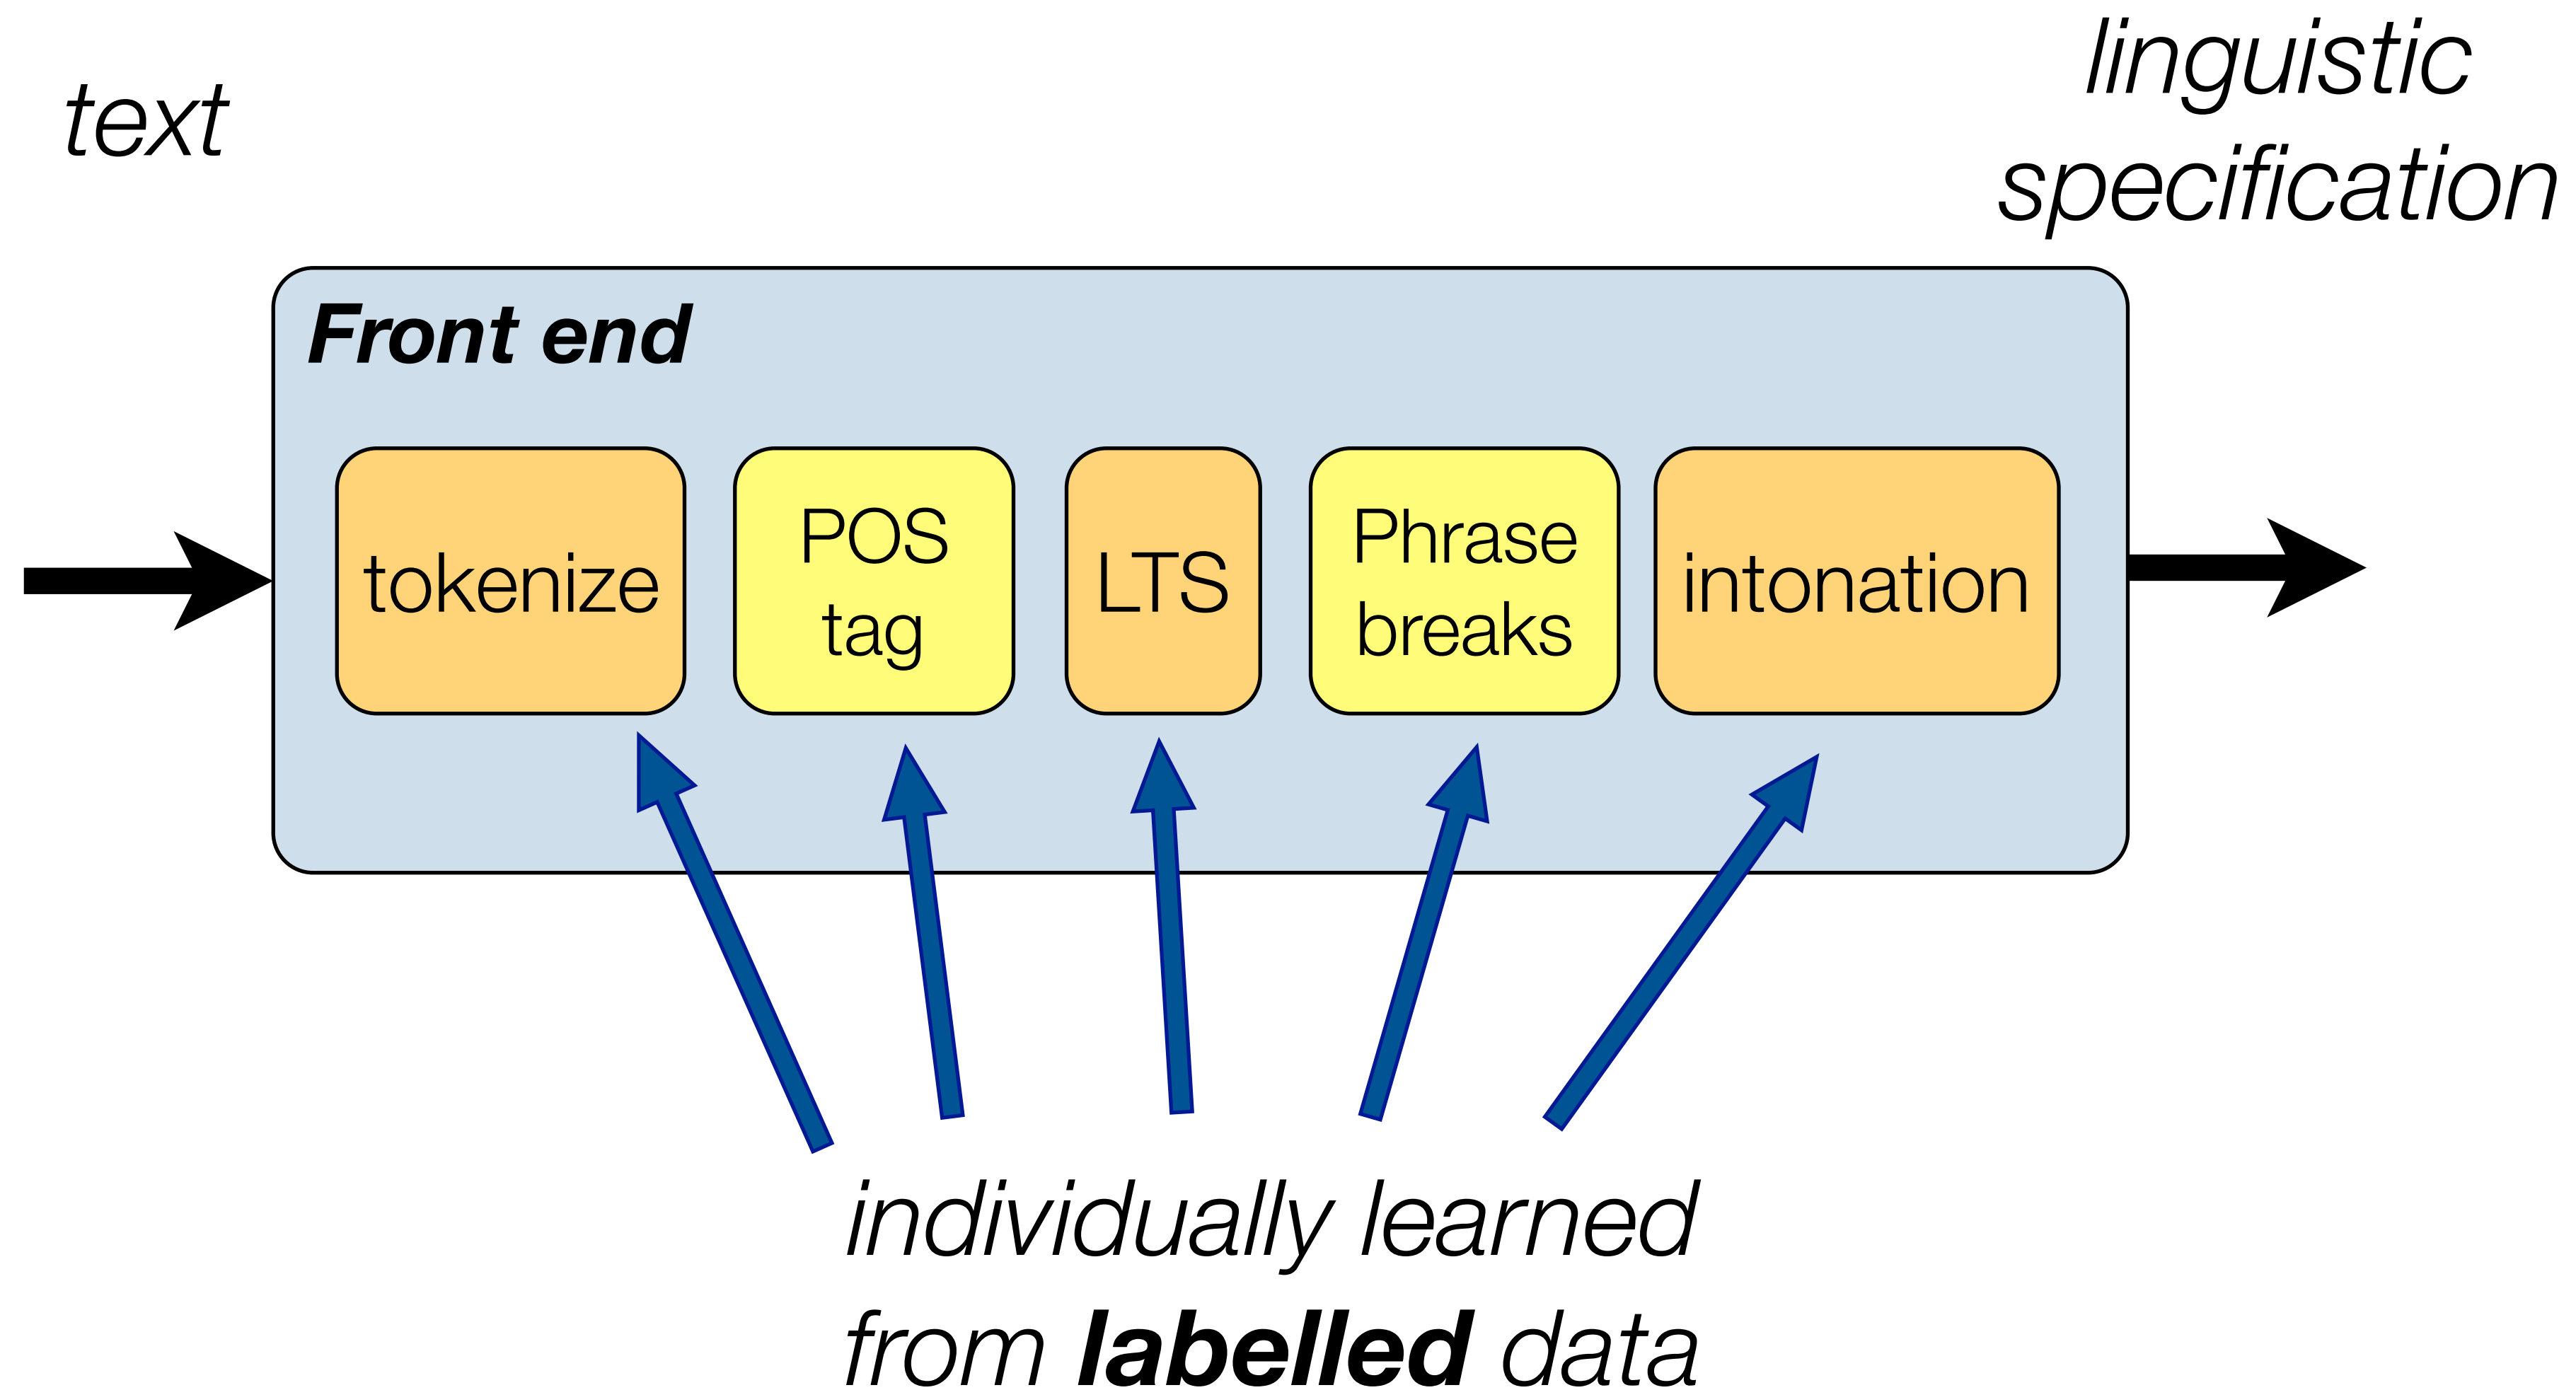 text
linguistic
specification
Front end
tokenize
POS
tag
LTS
Phrase
breaks
intonation
individually learned
from labelled data